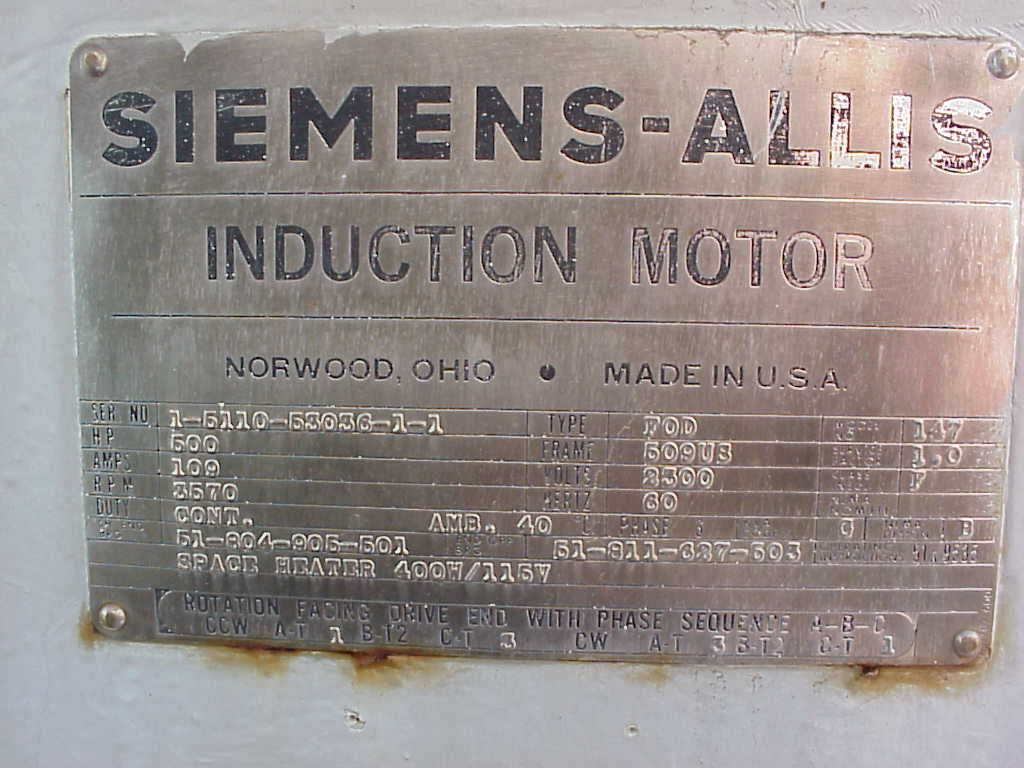 SIEMENS-ALLIS
INDUCTION MOTOR
NORWOOD, OHIO • MADE IN U.S.A.
SER NO 1-5110-53036-1-1 TYPE FOD 147
H P 500 FRAME 509US 1.0
AMPS 109 VOLTS 2300 F
R P M 3570 HERTZ 60
DUTY CONT. AMB. 40 °C PHASE 3 G B
51-804-905-501 51-811-627-503
SPACE HEATER 400W/115V
ROTATION FACING DRIVE END WITH PHASE SEQUENCE A-B-C
CCW A-T 1 B-T2 C-T 3 CW A-T 3 B-T2 C-T 1